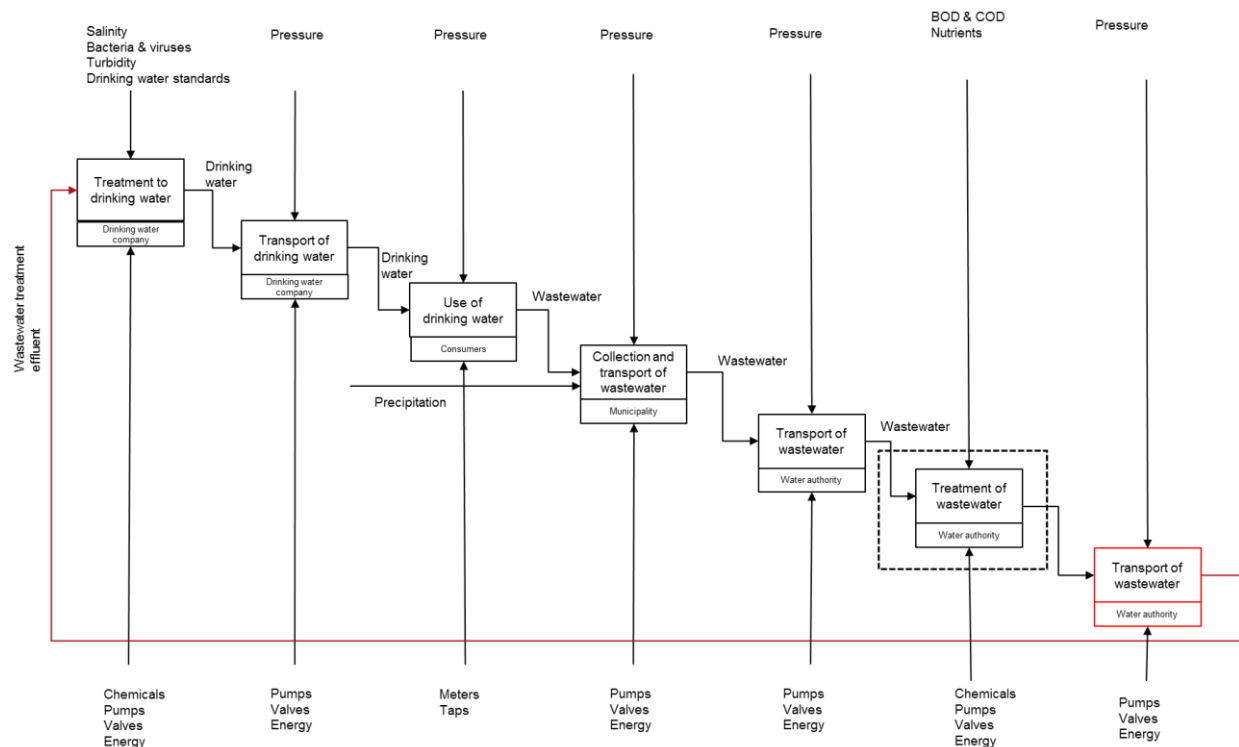 Salinity
Bacteria & viruses
Turbidity
Drinking water standards
Pressure
Pressure
Pressure
Pressure
BOD & COD
Nutrients
Pressure
Treatment to
drinking water
Drinking water
company
Drinking
water
Transport of
drinking water
Drinking water
company
Drinking
water
Use of
drinking water
Consumers
Wastewater
Precipitation
Collection and
transport of
wastewater
Municipality
Wastewater
Transport of
wastewater
Water authority
Wastewater
Treatment of
wastewater
Water authority
Transport of
wastewater
Water authority
Wastewater treatment
effluent
Chemicals
Pumps
Valves
Energy
Pumps
Valves
Energy
Meters
Taps
Pumps
Valves
Energy
Pumps
Valves
Energy
Chemicals
Pumps
Valves
Energy
Pumps
Valves
Energy